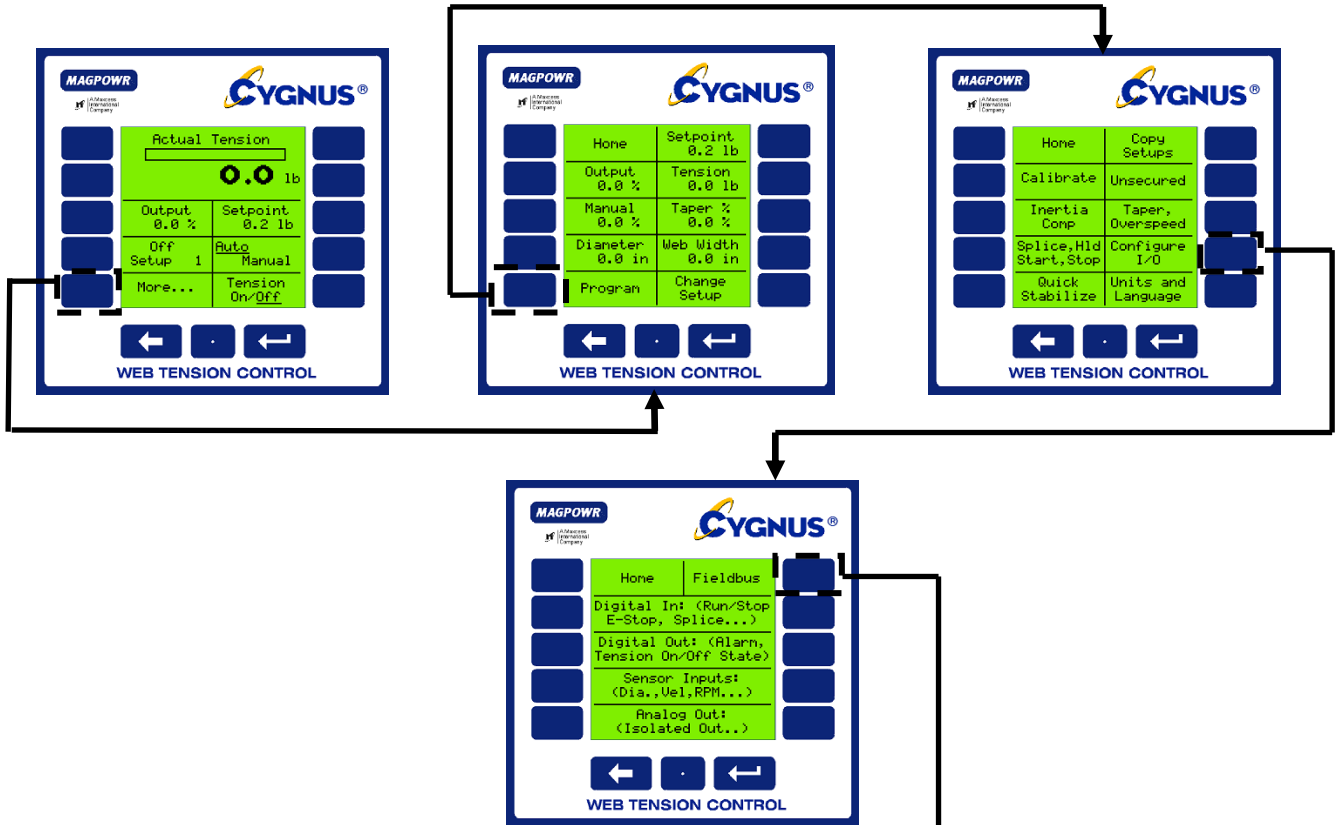 MAGPOWR
A Maxcess
International
Company
CYGNUS®
Actual Tension
0.0 lb
Output Setpoint
0.0 % 0.2 lb
Off Auto
Setup 1 Manual
More... Tension
On/Off
WEB TENSION CONTROL
MAGPOWR
A Maxcess
International
Company
CYGNUS®
Home Setpoint
0.2 lb
Output Tension
0.0 % 0.0 lb
Manual Taper %
0.0 % 0.0 %
Diameter Web Width
0.0 in 0.0 in
Program Change
Setup
WEB TENSION CONTROL
MAGPOWR
A Maxcess
International
Company
CYGNUS®
Home Copy
Setups
Calibrate Unsecured
Inertia Taper,
Comp Overspeed
Splice,Hld Configure
Start,Stop I/O
Quick Units and
Stabilize Language
WEB TENSION CONTROL
MAGPOWR
A Maxcess
International
Company
CYGNUS®
Home Fieldbus
Digital In: (Run/Stop
E-Stop, Splice...)
Digital Out: (Alarm,
Tension On/Off State)
Sensor Inputs:
(Dia.,Vel,RPM...)
Analog Out:
(Isolated Out..)
WEB TENSION CONTROL